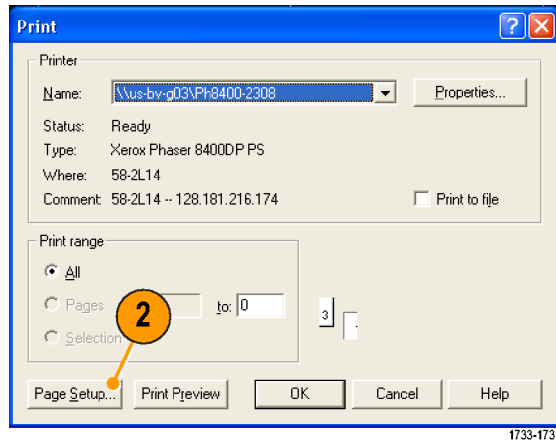 Print
Printer
Name: \\us-bv-g03\Ph8400-2308 Properties...
Status: Ready
Type: Xerox Phaser 8400DP PS
Where: 58-2L14
Comment: 58-2L14 -- 128.181.216.174 Print to file
Print range
All
Pages to: 0
Selection
3
2
Page Setup... Print Preview OK Cancel Help
1733-173